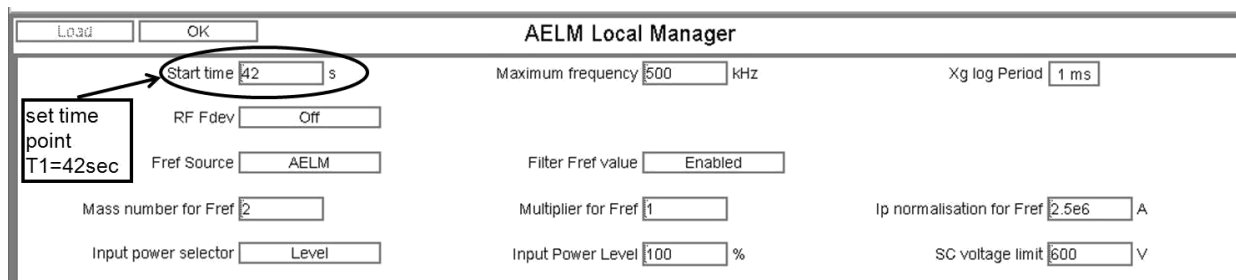 Load OK AELM Local Manager
Start time 42 s Maximum frequency 500 kHz Xg log Period 1 ms
set time
point
T1=42sec
RF Fdev Off
Fref Source AELM Filter Fref value Enabled
Mass number for Fref 2 Multiplier for Fref 1 Ip normalisation for Fref 2.5e6 A
Input power selector Level Input Power Level 100 % SC voltage limit 600 V